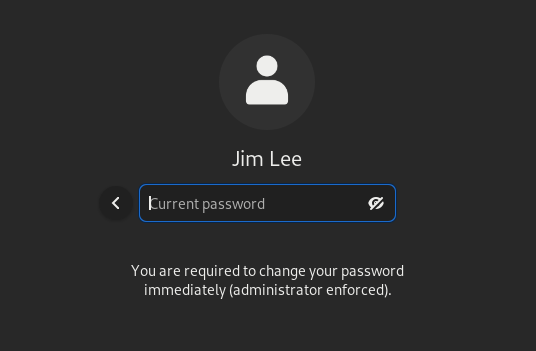 Jim Lee
Current password
You are required to change your password
immediately (administrator enforced).